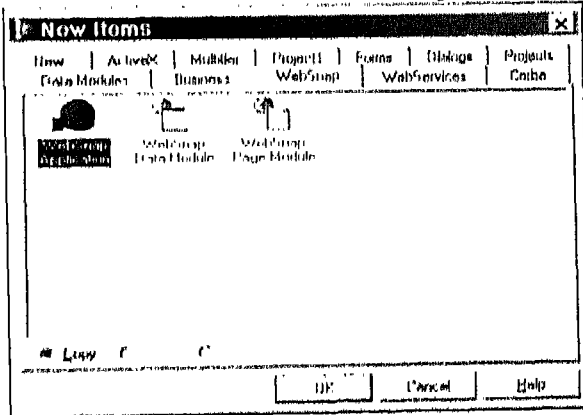 New Items
New ActiveX Multitier Project1 Forms Dialogs Projects
Data Modules Business WebSnap WebServices Corba
WebSnap Application WebSnap Data Module WebSnap Page Module
Copy
OK Cancel Help